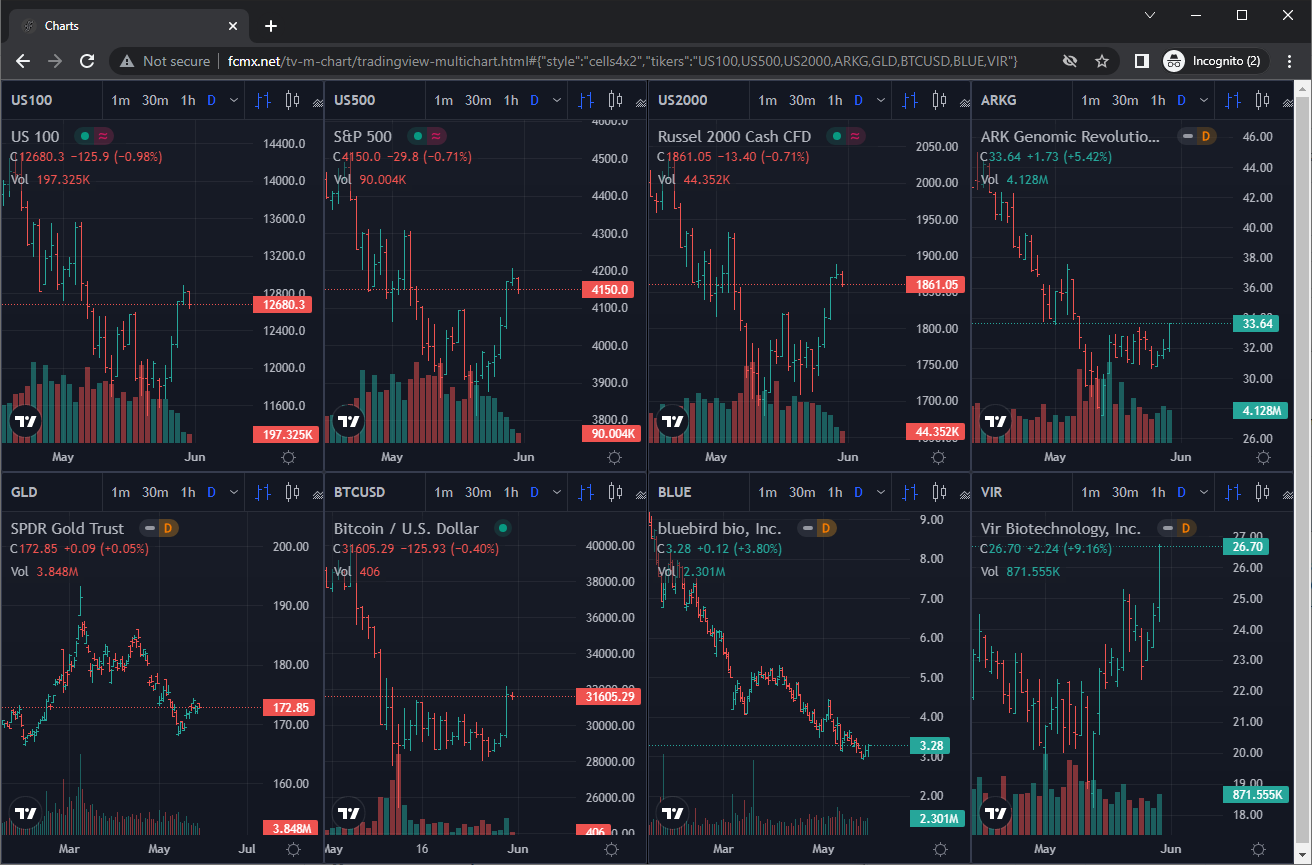 Charts
Not secure fcmx.net/tv-m-chart/tradingview-multichart.html#{"style":"cells4x2","tikers":"US100,US500,US2000,ARKG,GLD,BTCUSD,BLUE,VIR"}
Incognito (2)
US100 1m 30m 1h D
US 100
C12680.3 −125.9 (−0.98%)
Vol 197.325K
14400.0
14000.0
13600.0
13200.0
12800.0
12680.3
12400.0
12000.0
11600.0
197.325K
May Jun
US500 1m 30m 1h D
S&P 500
C4150.0 −29.8 (−0.71%)
Vol 90.004K
4600.0
4500.0
4400.0
4300.0
4200.0
4150.0
4100.0
4000.0
3900.0
3800.0
90.004K
May Jun
US2000 1m 30m 1h D
Russel 2000 Cash CFD
C1861.05 −13.40 (−0.71%)
Vol 44.352K
2050.00
2000.00
1950.00
1900.00
1861.05
1850.00
1800.00
1750.00
1700.00
44.352K
May Jun
ARKG 1m 30m 1h D
ARK Genomic Revolutio...
D
C33.64 +1.73 (+5.42%)
Vol 4.128M
46.00
44.00
42.00
40.00
38.00
36.00
34.00
33.64
32.00
30.00
4.128M
26.00
May Jun
GLD 1m 30m 1h D
SPDR Gold Trust
D
C172.85 +0.09 (+0.05%)
Vol 3.848M
200.00
190.00
180.00
172.85
170.00
160.00
3.848M
Mar May Jul
BTCUSD 1m 30m 1h D
Bitcoin / U.S. Dollar
C31605.29 −125.93 (−0.40%)
Vol 406
40000.00
38000.00
36000.00
34000.00
31605.29
30000.00
28000.00
26000.00
406
May 16 Jun
BLUE 1m 30m 1h D
bluebird bio, Inc.
D
C3.28 +0.12 (+3.80%)
Vol 2.301M
9.00
8.00
7.00
6.00
5.00
4.00
3.28
3.00
2.00
2.301M
Mar May
VIR 1m 30m 1h D
Vir Biotechnology, Inc.
D
C26.70 +2.24 (+9.16%)
Vol 871.555K
27.00
26.70
26.00
25.00
24.00
23.00
22.00
21.00
20.00
19.00
871.555K
18.00
May Jun